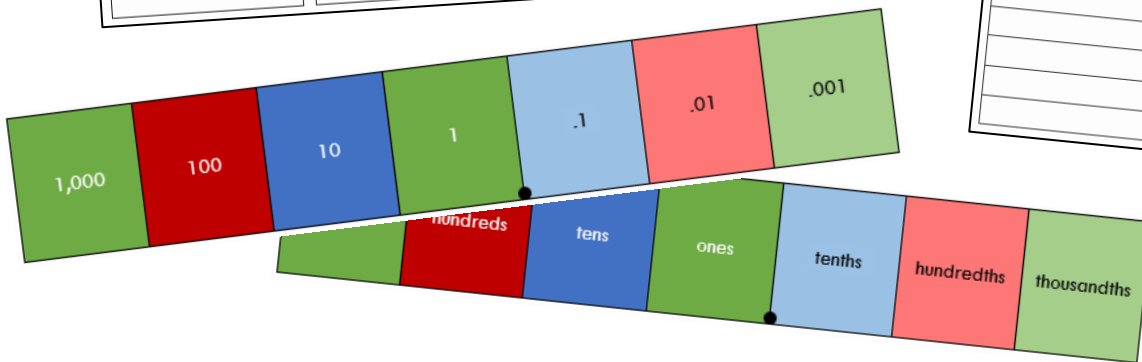 1,000 100 10 1 .1 .01 .001
hundreds tens ones tenths hundredths thousandths